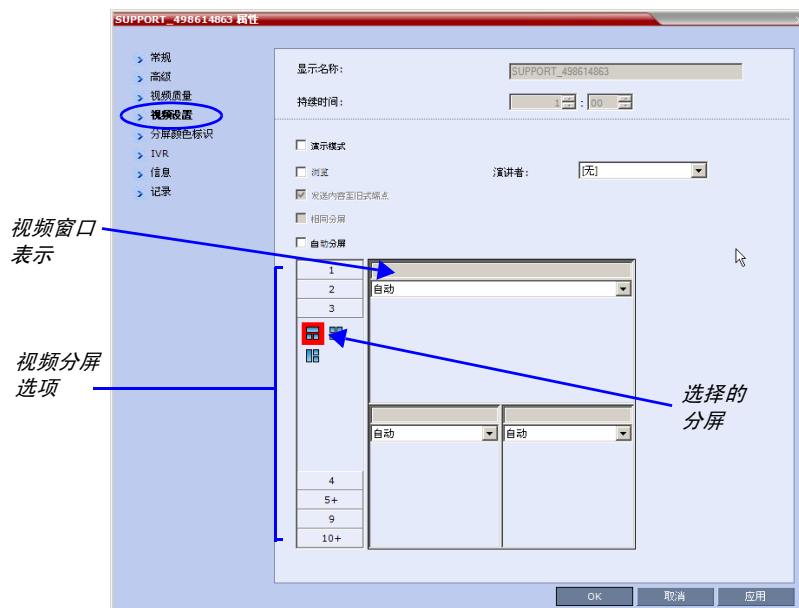 SUPPORT_498614863 属性
常规
高级
视频质量
视频设置
分屏颜色标识
IVR
信息
记录
显示名称:
SUPPORT_498614863
持续时间:
1 : 00
演示模式
浏览
演讲者:
[无]
发送内容至旧式端点
相同分屏
自动分屏
视频窗口
表示
1
2
自动
3
视频分屏
选项
选择的
分屏
自动
自动
4
5+
9
10+
OK
取消
应用